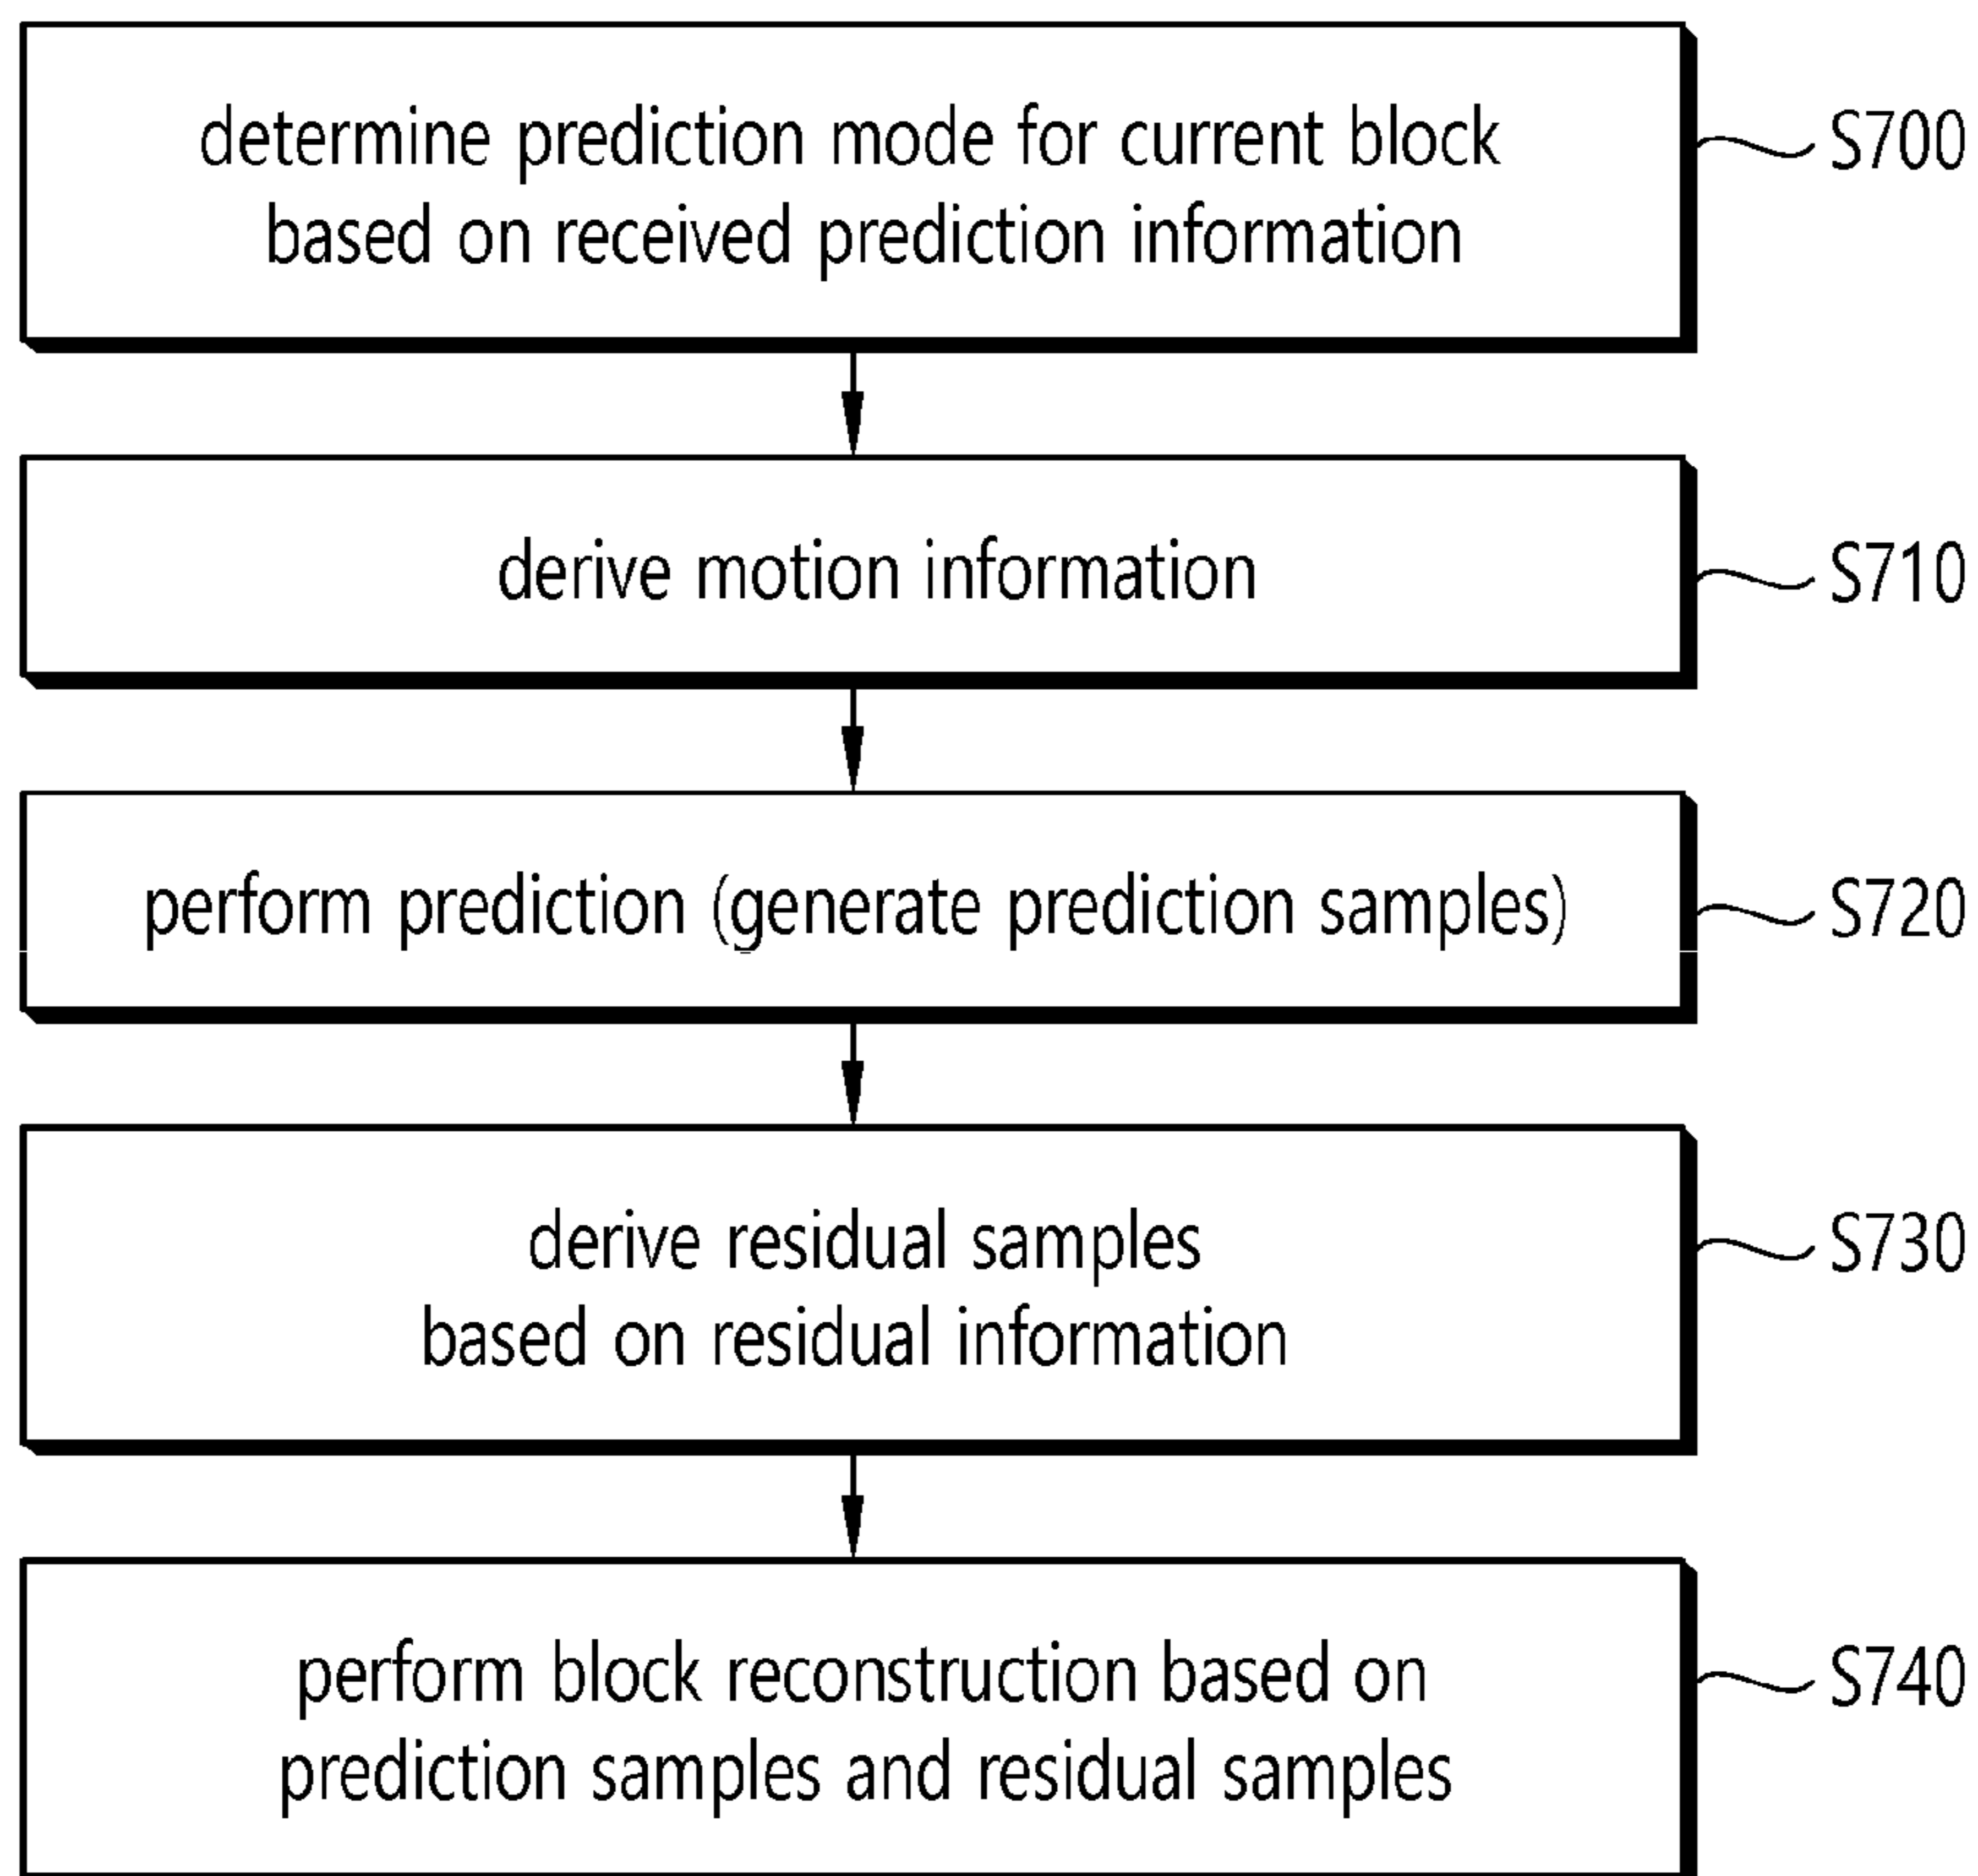 determine prediction mode for current block
based on received prediction information
S700
derive motion information
S710
perform prediction (generate prediction samples)
S720
derive residual samples
based on residual information
S730
perform block reconstruction based on
prediction samples and residual samples
S740